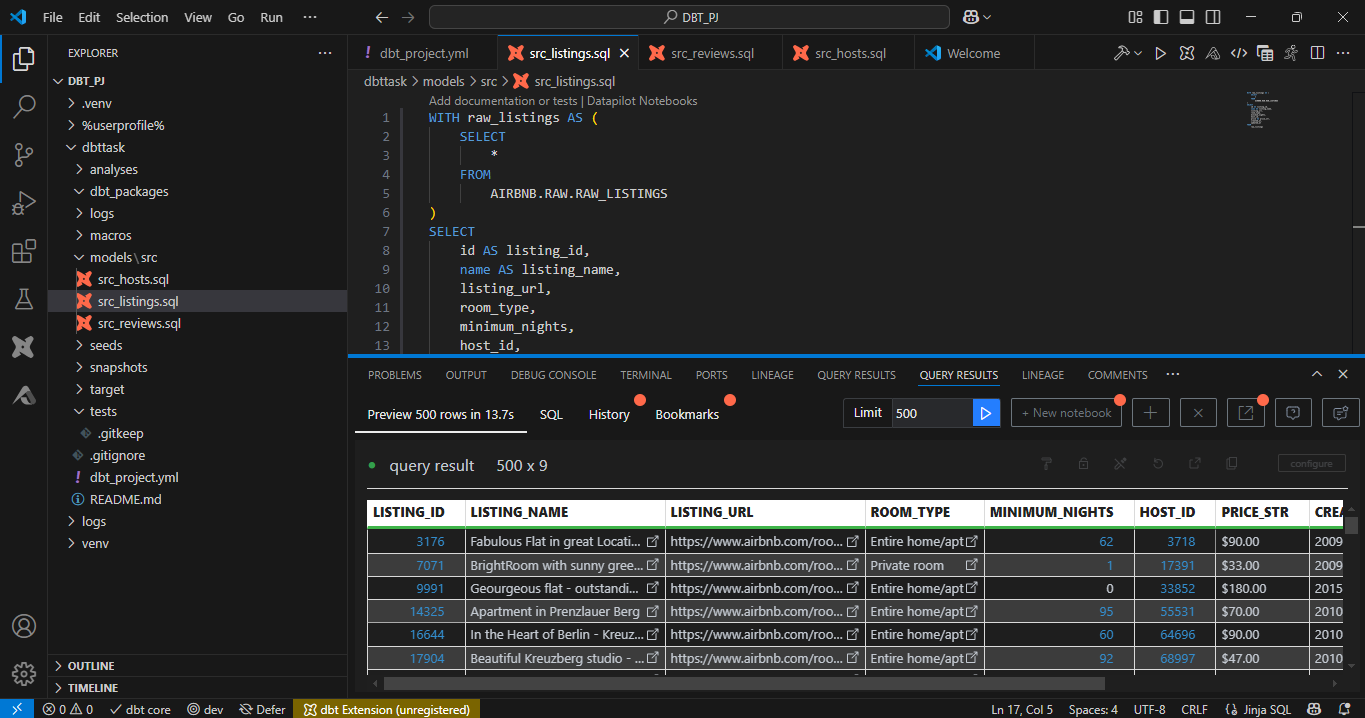 File Edit Selection View Go Run ··· DBT_PJ
EXPLORER ···
DBT_PJ
.venv
%userprofile%
dbttask
analyses
dbt_packages
logs
macros
models\src
src_hosts.sql
src_listings.sql
src_reviews.sql
seeds
snapshots
target
tests
.gitkeep
.gitignore
! dbt_project.yml
README.md
logs
venv
OUTLINE
TIMELINE
! dbt_project.yml src_listings.sql src_reviews.sql src_hosts.sql Welcome
dbttask > models > src > src_listings.sql
Add documentation or tests | Datapilot Notebooks
1 WITH raw_listings AS (
2 SELECT
3 *
4 FROM
5 AIRBNB.RAW.RAW_LISTINGS
6 )
7 SELECT
8 id AS listing_id,
9 name AS listing_name,
10 listing_url,
11 room_type,
12 minimum_nights,
13 host_id,
PROBLEMS OUTPUT DEBUG CONSOLE TERMINAL PORTS LINEAGE QUERY RESULTS QUERY RESULTS LINEAGE COMMENTS ···
Preview 500 rows in 13.7s SQL History Bookmarks Limit 500 + New notebook
query result 500 x 9 configure
LISTING_ID LISTING_NAME LISTING_URL ROOM_TYPE MINIMUM_NIGHTS HOST_ID PRICE_STR CREA
3176 Fabulous Flat in great Locati... https://www.airbnb.com/roo... Entire home/apt 62 3718 $90.00 2009
7071 BrightRoom with sunny gree... https://www.airbnb.com/roo... Private room 1 17391 $33.00 2009
9991 Geourgeous flat - outstandi... https://www.airbnb.com/roo... Entire home/apt 0 33852 $180.00 2015
14325 Apartment in Prenzlauer Berg https://www.airbnb.com/roo... Entire home/apt 95 55531 $70.00 2010
16644 In the Heart of Berlin - Kreuz... https://www.airbnb.com/roo... Entire home/apt 60 64696 $90.00 2010
17904 Beautiful Kreuzberg studio - ... https://www.airbnb.com/roo... Entire home/apt 92 68997 $47.00 2010
0 0 dbt core dev Defer dbt Extension (unregistered) Ln 17, Col 5 Spaces: 4 UTF-8 CRLF Jinja SQL